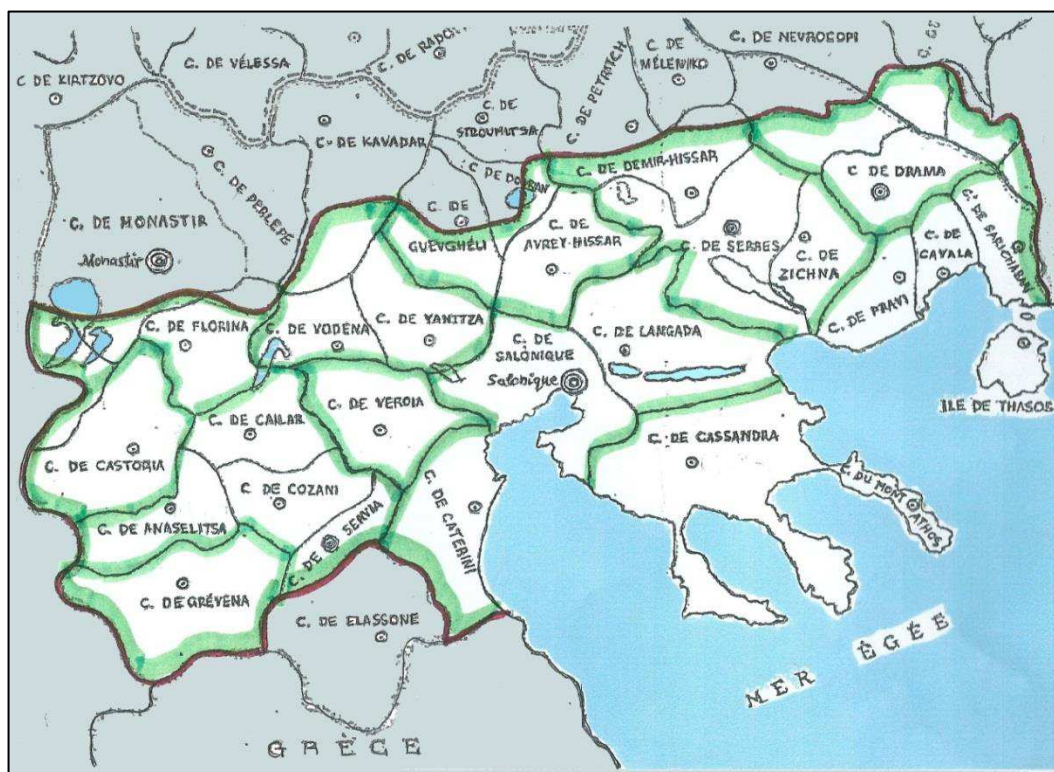 C. DE KIRTZOVO
C. DE VÉLESSA
C. DE RADOV
C. DE PETRITCH
C. DE
MÉLENIKO
C. DE NEVROCOPI
C. DE
STROUMITSA
C. DE KAVADAR
C. DE PERLEPÉ
C. DE MONASTIR
Monastir
C. DE DOIRAN
C. DE
GUEVGHÉLI
C. DE
AVRET-HISSAR
C. DE DEMIR-HISSAR
C. DE SERRES
C. DE
ZICHNA
C. DE DRAMA
C. DE PRAVI
C. DE
CAVALA
C. DE SARICHABAN
ILE DE THASOS
C. DE FLORINA
C. DE VODÉNA
C. DE YANITZA
C. DE
SALONIQUE
Salonique
C. DE LANGADA
C. DE CASTORIA
C. DE CAILAR
C. DE VEROIA
C. DE CASSANDRA
C. DU MONT ATHOS
C. DE ANASELITSA
C. DE COZANI
C. DE SERVIA
C. DE CATERINI
C. DE GRÉVENA
C. DE ELASSONE
MER ÉGÉE
GRÈCE